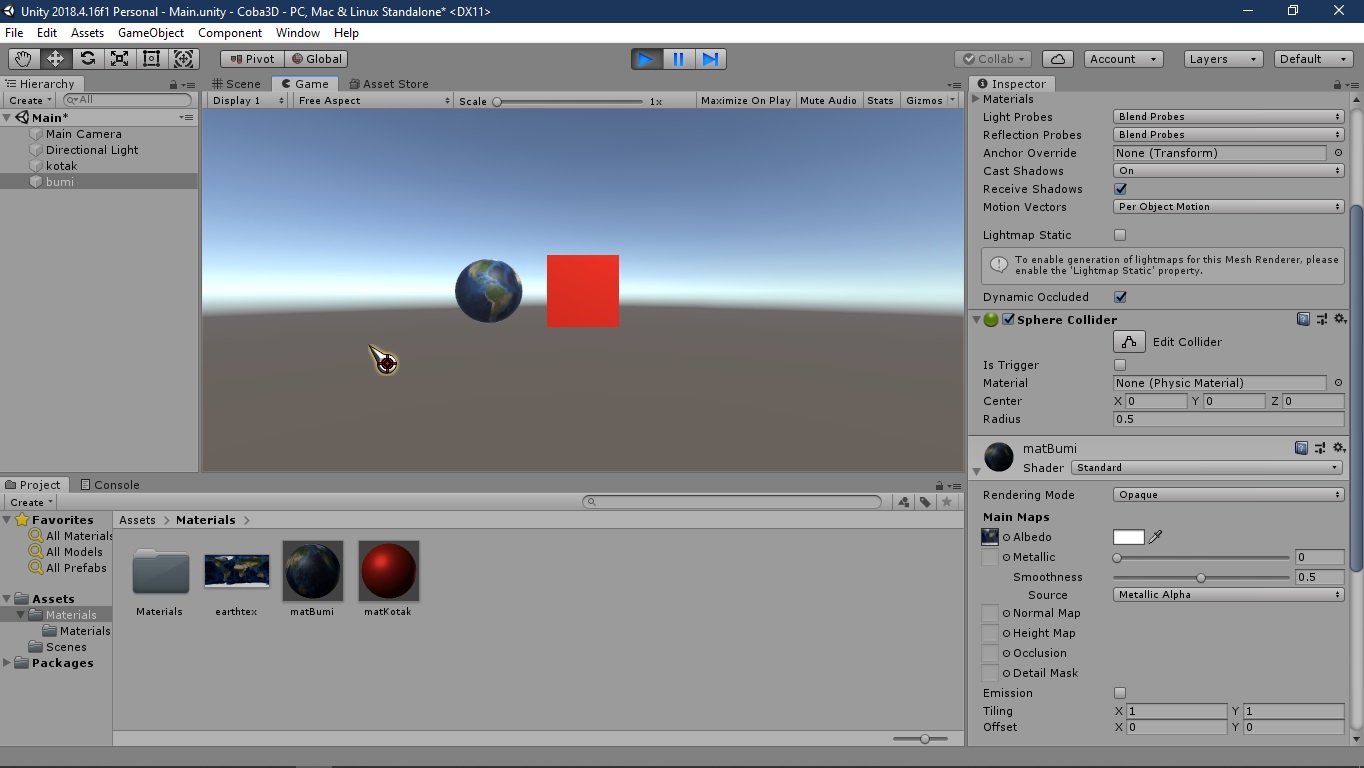 Unity 2018.4.16f1 Personal - Main.unity - Coba3D - PC, Mac & Linux Standalone* <DX11>
File Edit Assets GameObject Component Window Help
Pivot Global Collab Account Layers Default
Hierarchy
Create All
Main*
Main Camera
Directional Light
kotak
bumi
Scene Game Asset Store
Display 1 Free Aspect Scale 1x Maximize On Play Mute Audio Stats Gizmos
Inspector
Materials
Light Probes Blend Probes
Reflection Probes Blend Probes
Anchor Override None (Transform)
Cast Shadows On
Receive Shadows
Motion Vectors Per Object Motion
Lightmap Static
To enable generation of lightmaps for this Mesh Renderer, please
enable the 'Lightmap Static' property.
Dynamic Occluded
Sphere Collider
Edit Collider
Is Trigger
Material None (Physic Material)
Center X 0 Y 0 Z 0
Radius 0.5
matBumi
Shader Standard
Rendering Mode Opaque
Main Maps
Albedo
Metallic 0
Smoothness 0.5
Source Metallic Alpha
Normal Map
Height Map
Occlusion
Detail Mask
Emission
Tiling X 1 Y 1
Offset X 0 Y 0
Project Console
Create
Favorites
All Materials
All Models
All Prefabs
Assets
Materials
Materials
Scenes
Packages
Assets Materials
Materials earthtex matBumi matKotak